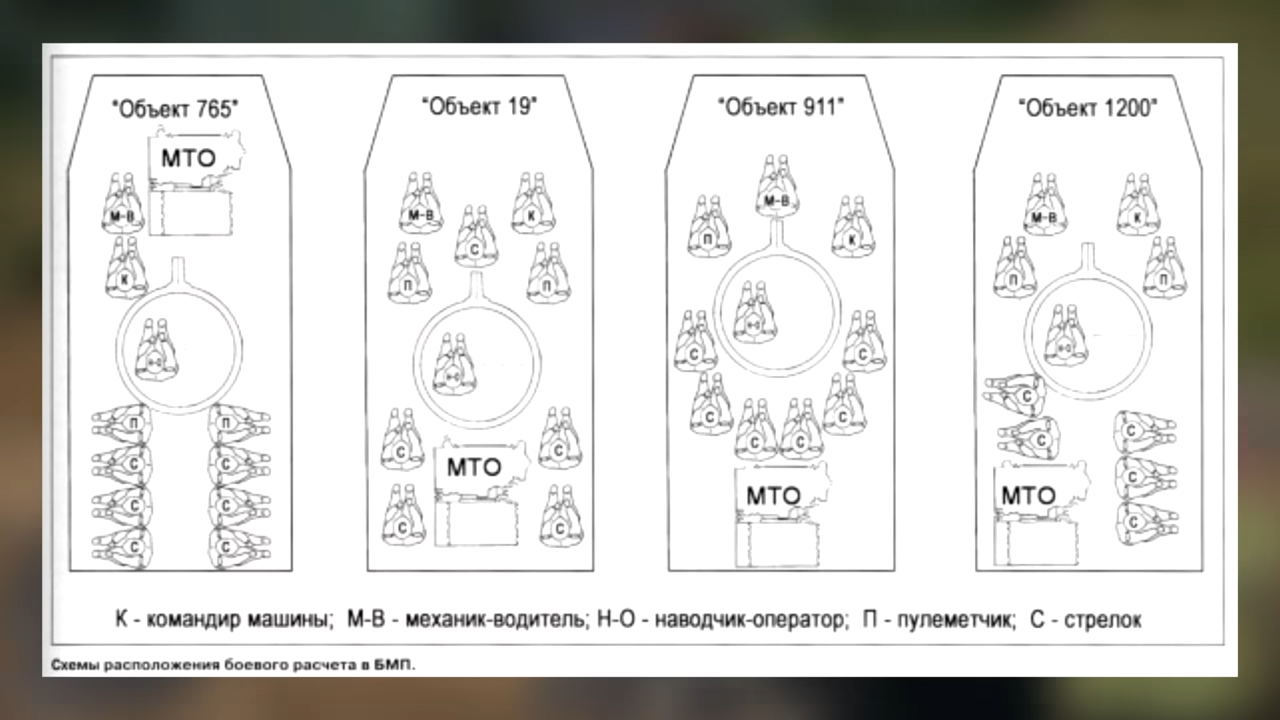 "Объект 765"
МТО
М-В
К
Н-О
П
П
С
С
С
С
С
С
"Объект 19"
М-В
К
С
П
П
Н-О
С
С
МТО
С
С
"Объект 911"
М-В
П
К
Н-О
С
С
С
С
С
С
МТО
"Объект 1200"
М-В
К
П
П
Н-О
С
С
С
С
МТО
С
К - командир машины; М-В - механик-водитель; Н-О - наводчик-оператор; П - пулеметчик; С - стрелок
Схемы расположения боевого расчета в БМП.